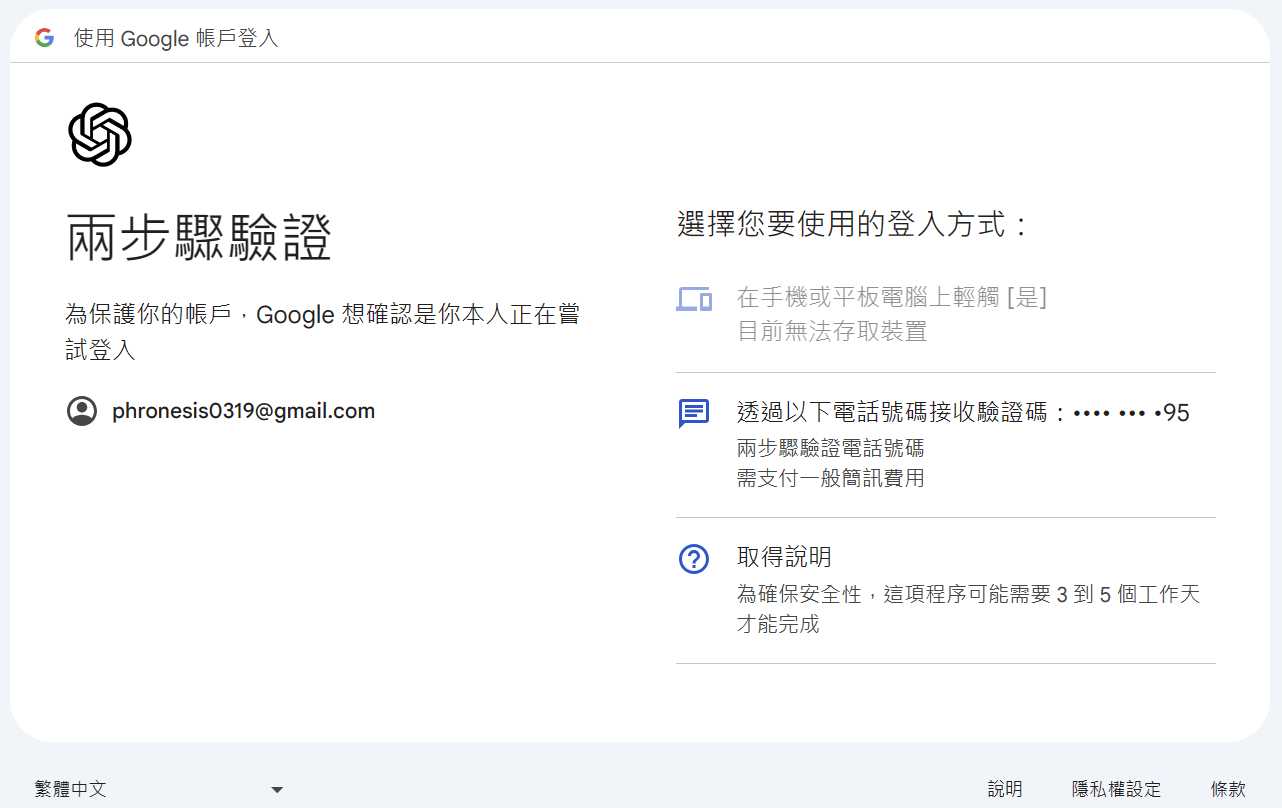 使用 Google 帳戶登入
兩步驟驗證
為保護你的帳戶，Google 想確認是你本人正在嘗
試登入
phronesis0319@gmail.com
選擇您要使用的登入方式：
在手機或平板電腦上輕觸 [是]
目前無法存取裝置
透過以下電話號碼接收驗證碼：•••• ••• •95
兩步驟驗證電話號碼
需支付一般簡訊費用
取得說明
為確保安全性，這項程序可能需要 3 到 5 個工作天
才能完成
繁體中文
說明
隱私權設定
條款